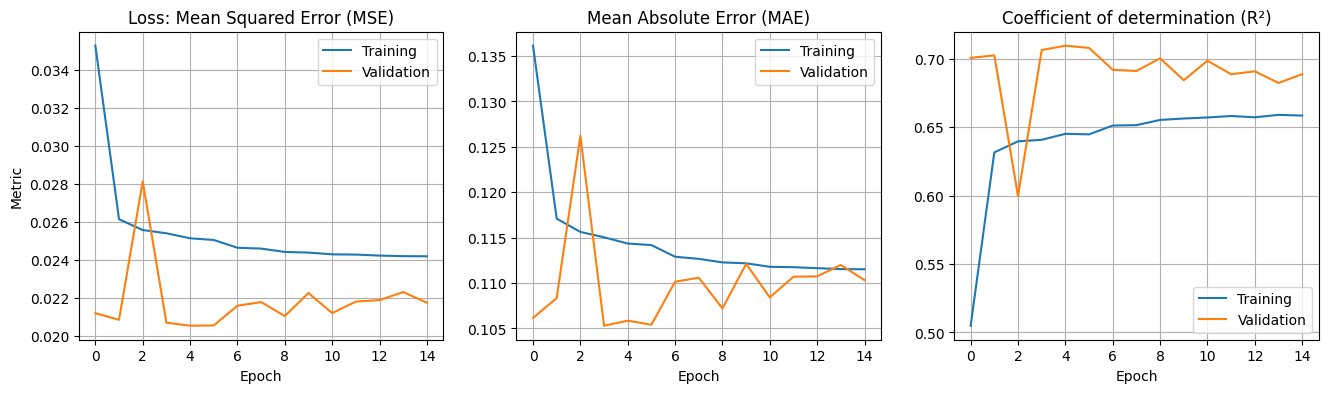 Loss: Mean Squared Error (MSE)
Metric
0.034
0.032
0.030
0.028
0.026
0.024
0.022
0.020
Training
Validation
0 2 4 6 8 10 12 14
Epoch
Mean Absolute Error (MAE)
0.135
0.130
0.125
0.120
0.115
0.110
0.105
Training
Validation
0 2 4 6 8 10 12 14
Epoch
Coefficient of determination (R²)
0.70
0.65
0.60
0.55
0.50
Training
Validation
0 2 4 6 8 10 12 14
Epoch